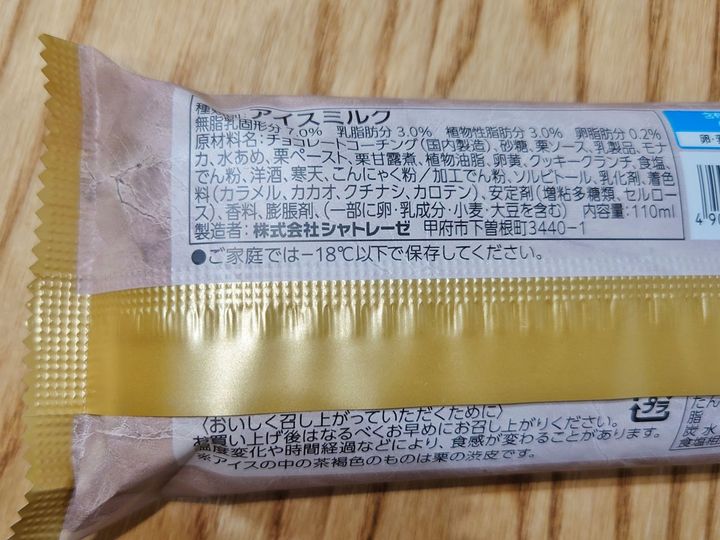 種類 アイスミルク
無脂乳固形分 7.0% 乳脂肪分 3.0% 植物性脂肪分 3.0% 卵脂肪分 0.2%
原材料名:チョコレートコーチング(国内製造)、砂糖、栗ソース、乳製品、モナ
カ、水あめ、栗ペースト、栗甘露煮、植物油脂、卵黄、クッキークランチ、食塩、
でん粉、洋酒、寒天、こんにゃく粉/加工でん粉、ソルビトール、乳化剤、着色
料(カラメル、カカオ、クチナシ、カロテン)、安定剤(増粘多糖類、セルロー
ス)、香料、膨脹剤、(一部に卵・乳成分・小麦・大豆を含む) 内容量:110ml
製造者:株式会社シャトレーゼ 甲府市下曽根町3440-1
●ご家庭では-18℃以下で保存してください。
卵・
490
プラ
たん
脂
炭水
食塩相
〈おいしく召し上がっていただくために〉
お買い上げ後はなるべくお早めにお召し上がりください。
温度変化や時間経過などにより、食感が変わることがあります。
※アイスの中の茶褐色のものは栗の渋皮です。